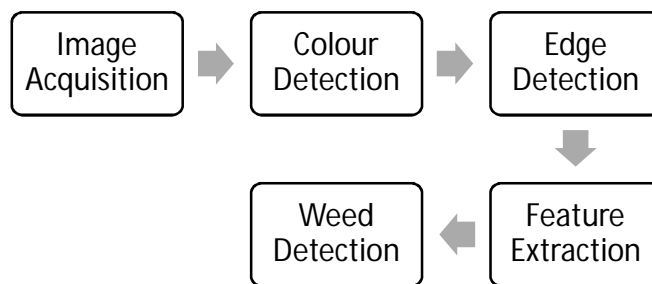 Image
Acquisition
Colour
Detection
Edge
Detection
Feature
Extraction
Weed
Detection